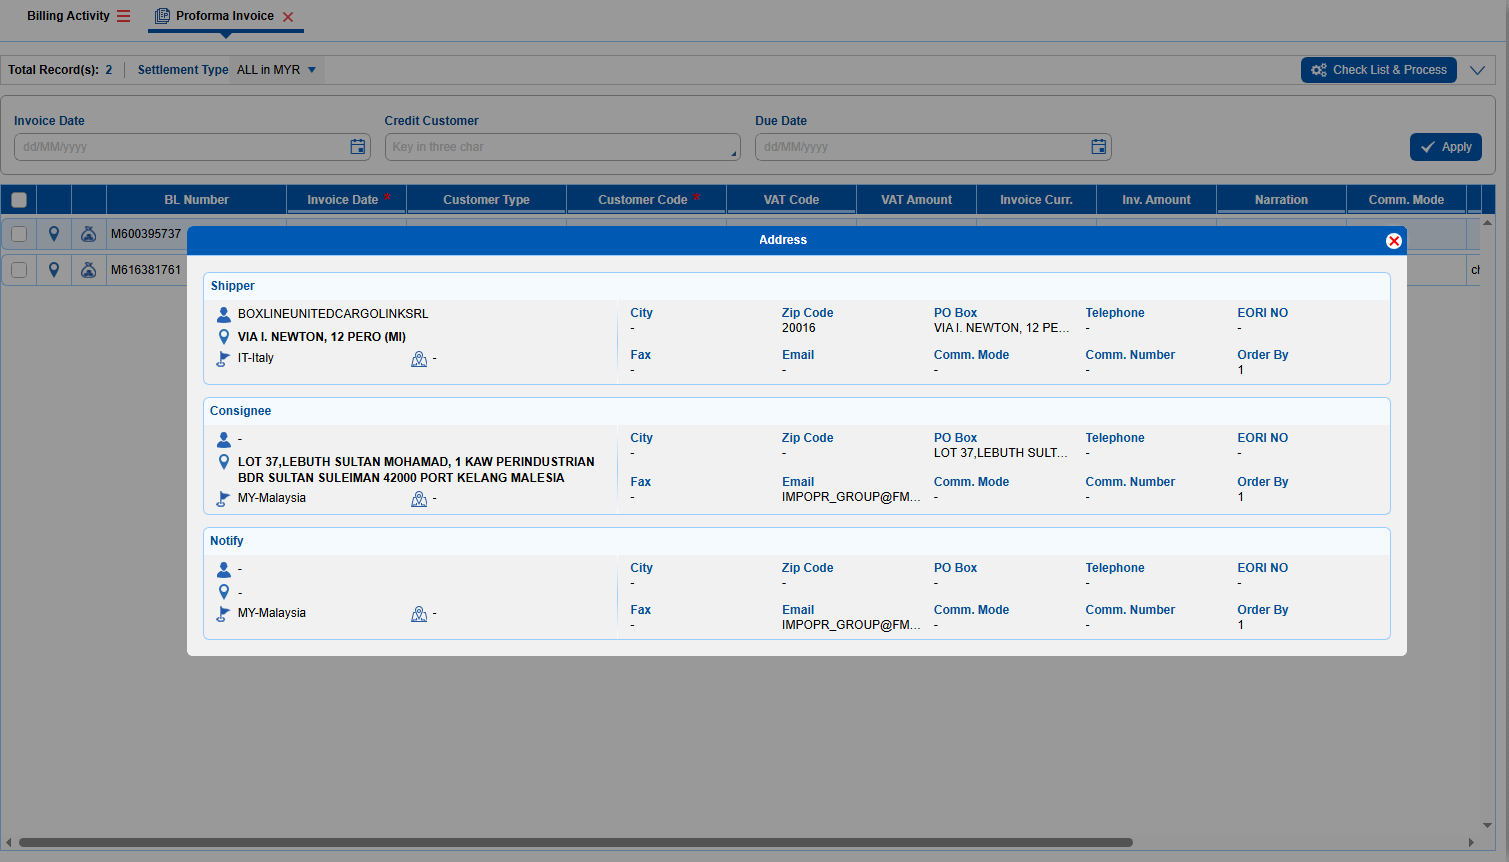 Billing Activity
Proforma Invoice
Total Record(s): 2
Settlement Type ALL in MYR
Check List & Process
Invoice Date
Credit Customer
Due Date
dd/MM/yyyy
Key in three char
dd/MM/yyyy
Apply
BL Number
Invoice Date *
Customer Type
Customer Code *
VAT Code
VAT Amount
Invoice Curr.
Inv. Amount
Narration
Comm. Mode
M600395737
M616381761
ch
Address
Shipper
BOXLINEUNITEDCARGOLINKSRL
VIA I. NEWTON, 12 PERO (MI)
IT-Italy
-
City
-
Zip Code
20016
PO Box
VIA I. NEWTON, 12 PE...
Telephone
-
EORI NO
-
Fax
-
Email
-
Comm. Mode
-
Comm. Number
-
Order By
1
Consignee
-
LOT 37,LEBUTH SULTAN MOHAMAD, 1 KAW PERINDUSTRIAN
BDR SULTAN SULEIMAN 42000 PORT KELANG MALESIA
MY-Malaysia
-
City
-
Zip Code
-
PO Box
LOT 37,LEBUTH SULT...
Telephone
-
EORI NO
-
Fax
-
Email
IMPOPR_GROUP@FM...
Comm. Mode
-
Comm. Number
-
Order By
1
Notify
-
-
MY-Malaysia
-
City
-
Zip Code
-
PO Box
-
Telephone
-
EORI NO
-
Fax
-
Email
IMPOPR_GROUP@FM...
Comm. Mode
-
Comm. Number
-
Order By
1